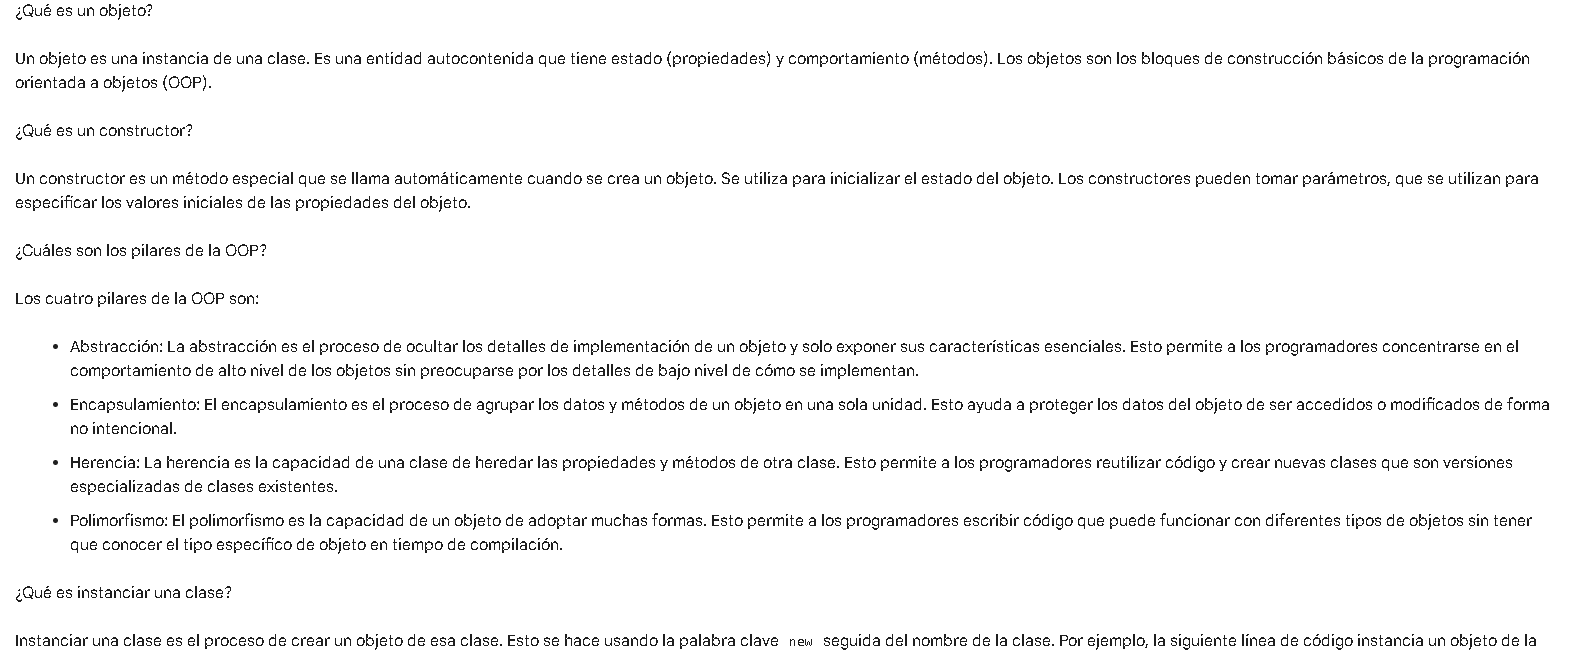 ¿Qué es un objeto?
Un objeto es una instancia de una clase. Es una entidad autocontenida que tiene estado (propiedades) y comportamiento (métodos). Los objetos son los bloques de construcción básicos de la programación
orientada a objetos (OOP).
¿Qué es un constructor?
Un constructor es un método especial que se llama automáticamente cuando se crea un objeto. Se utiliza para inicializar el estado del objeto. Los constructores pueden tomar parámetros, que se utilizan para
especificar los valores iniciales de las propiedades del objeto.
¿Cuáles son los pilares de la OOP?
Los cuatro pilares de la OOP son:
• Abstracción: La abstracción es el proceso de ocultar los detalles de implementación de un objeto y solo exponer sus características esenciales. Esto permite a los programadores concentrarse en el
comportamiento de alto nivel de los objetos sin preocuparse por los detalles de bajo nivel de cómo se implementan.
• Encapsulamiento: El encapsulamiento es el proceso de agrupar los datos y métodos de un objeto en una sola unidad. Esto ayuda a proteger los datos del objeto de ser accedidos o modificados de forma
no intencional.
• Herencia: La herencia es la capacidad de una clase de heredar las propiedades y métodos de otra clase. Esto permite a los programadores reutilizar código y crear nuevas clases que son versiones
especializadas de clases existentes.
• Polimorfismo: El polimorfismo es la capacidad de un objeto de adoptar muchas formas. Esto permite a los programadores escribir código que puede funcionar con diferentes tipos de objetos sin tener
que conocer el tipo específico de objeto en tiempo de compilación.
¿Qué es instanciar una clase?
Instanciar una clase es el proceso de crear un objeto de esa clase. Esto se hace usando la palabra clave new seguida del nombre de la clase. Por ejemplo, la siguiente línea de código instancia un objeto de la